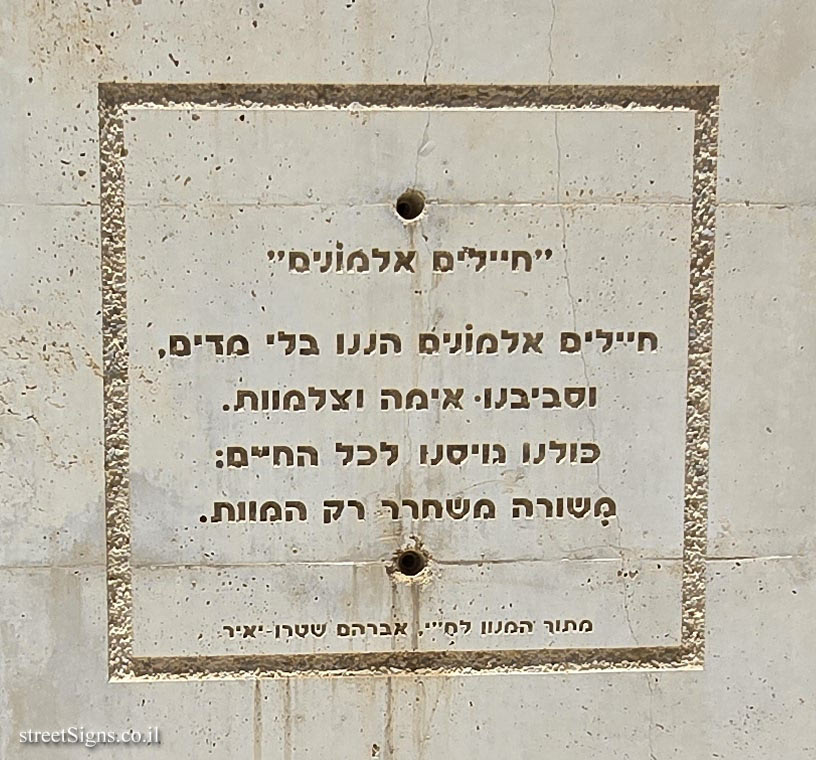 "חיילים אלמונים"
חיילים אלמונים הננו בלי מדים,
וסביבנו אימה וצלמוות.
כולנו גויסנו לכל החיים:
משורה משחרר רק המוות.
מתוך המנון לח"י, אברהם שטרן-יאיר
streetSigns.co.il